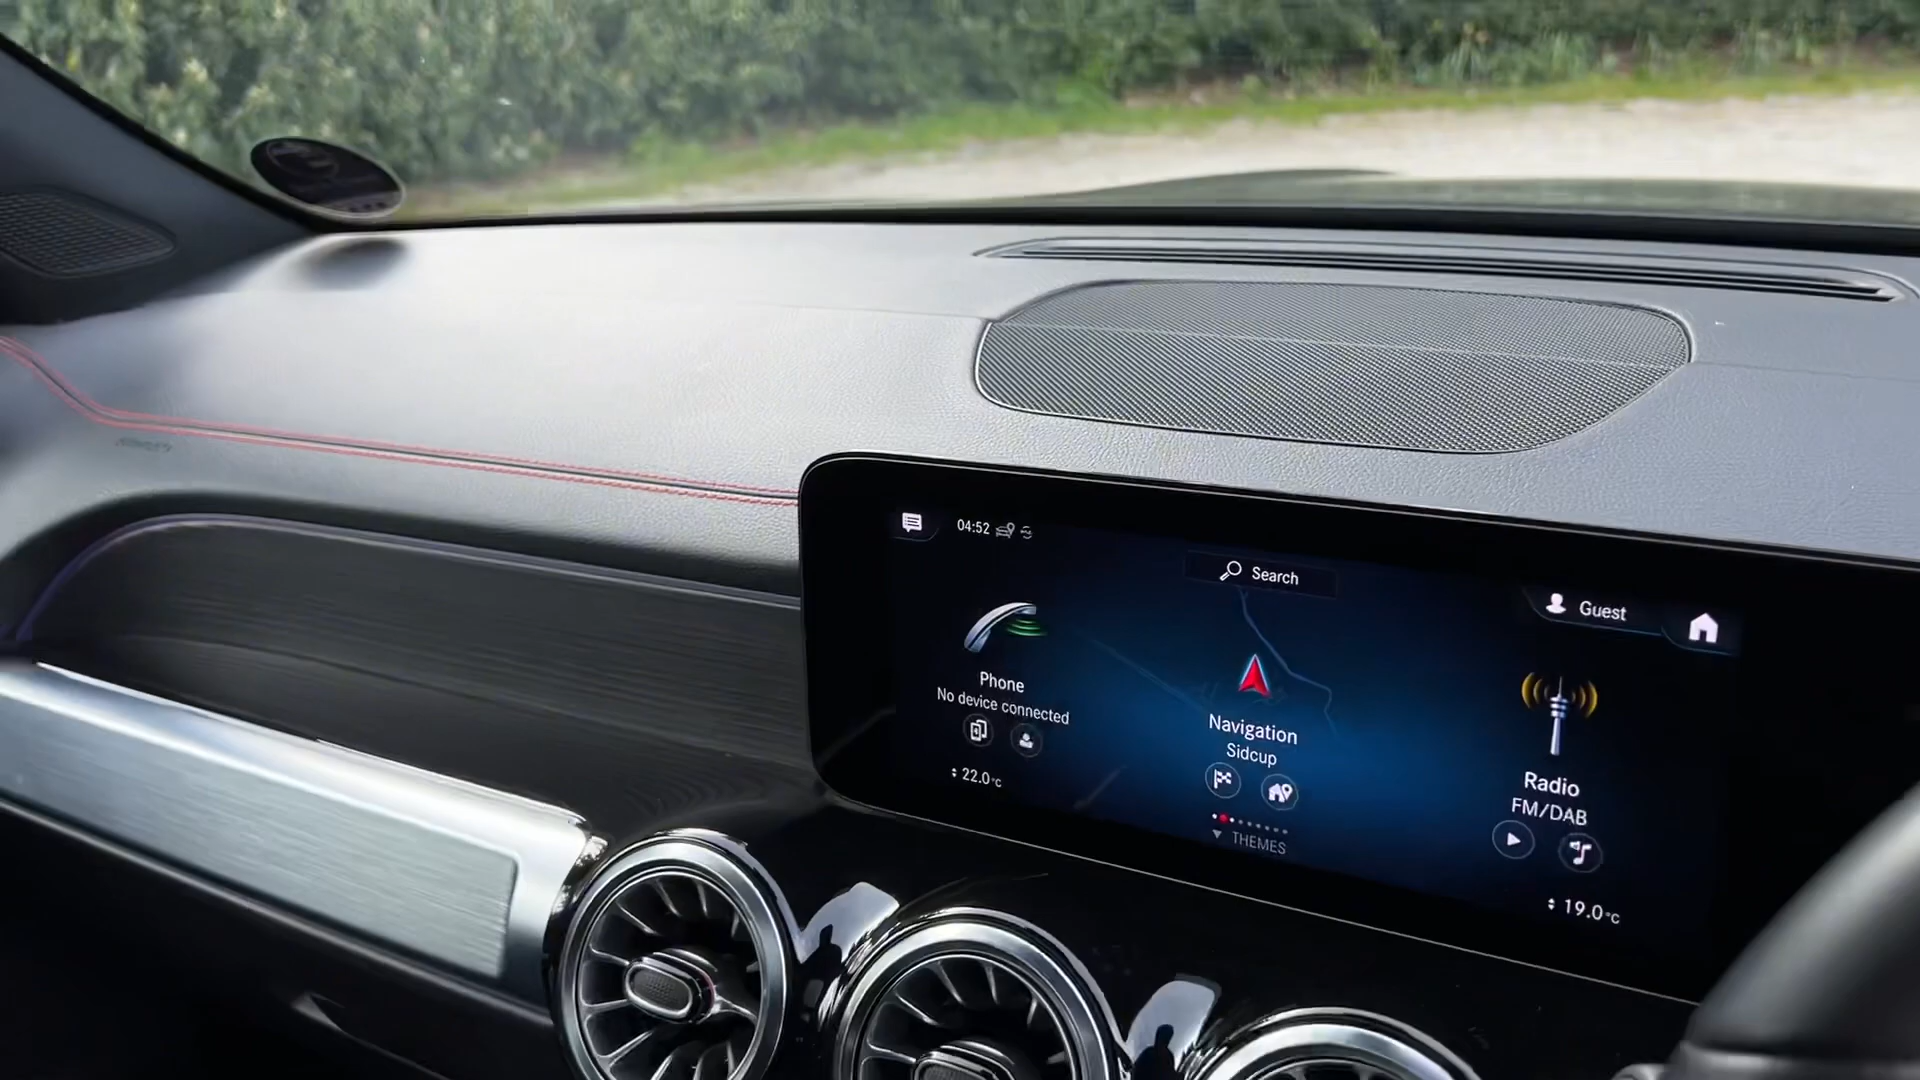 04:52
Search
Guest
Phone
No device connected
Navigation
Sidcup
Radio
FM/DAB
22.0°C
THEMES
19.0°C